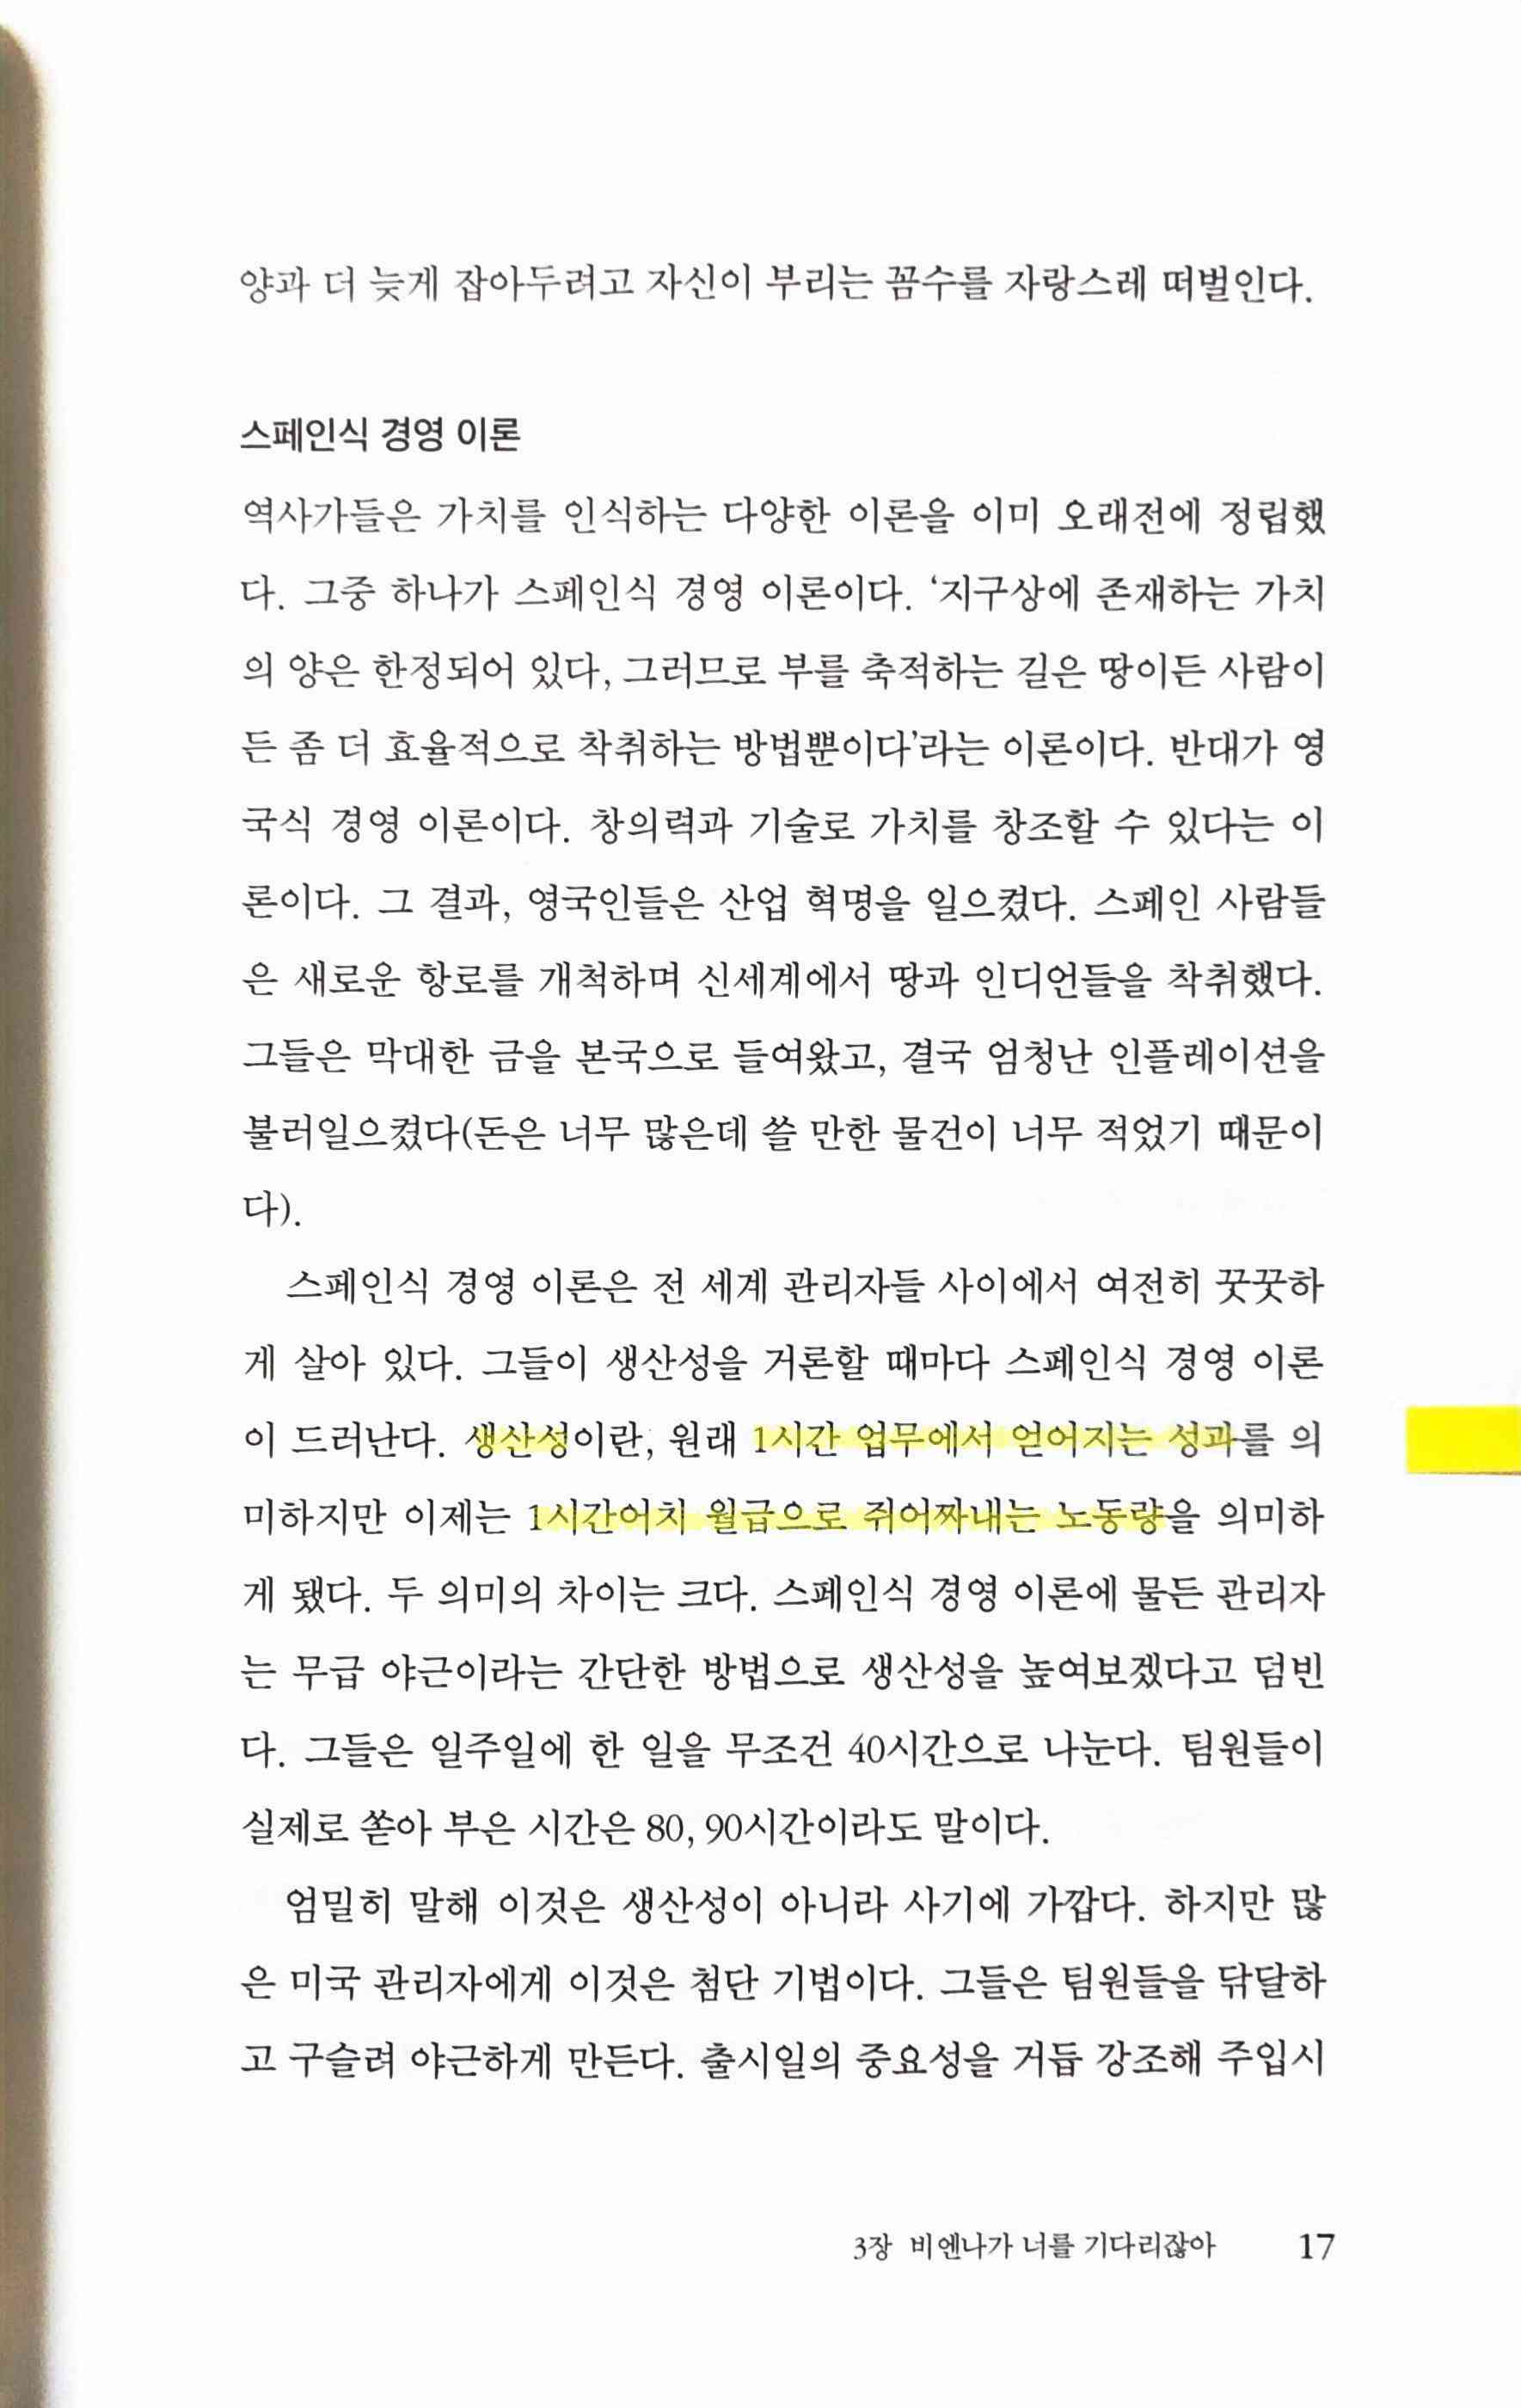 양과 더 늦게 잡아두려고 자신이 부리는 꼼수를 자랑스레 떠벌인다.
스페인식 경영 이론
역사가들은 가치를 인식하는 다양한 이론을 이미 오래전에 정립했
다. 그중 하나가 스페인식 경영 이론이다. ‘지구상에 존재하는 가치
의 양은 한정되어 있다, 그러므로 부를 축적하는 길은 땅이든 사람이
든 좀 더 효율적으로 착취하는 방법뿐이다’라는 이론이다. 반대가 영
국식 경영 이론이다. 창의력과 기술로 가치를 창조할 수 있다는 이
론이다. 그 결과, 영국인들은 산업 혁명을 일으켰다. 스페인 사람들
은 새로운 항로를 개척하며 신세계에서 땅과 인디언들을 착취했다.
그들은 막대한 금을 본국으로 들여왔고, 결국 엄청난 인플레이션을
불러일으켰다(돈은 너무 많은데 쓸 만한 물건이 너무 적었기 때문이
다).
스페인식 경영 이론은 전 세계 관리자들 사이에서 여전히 꿋꿋하
게 살아 있다. 그들이 생산성을 거론할 때마다 스페인식 경영 이론
이 드러난다. 생산성이란, 원래 1시간 업무에서 얻어지는 성과를 의
미하지만 이제는 1시간어치 월급으로 쥐어짜내는 노동량을 의미하
게 됐다. 두 의미의 차이는 크다. 스페인식 경영 이론에 물든 관리자
는 무급 야근이라는 간단한 방법으로 생산성을 높여보겠다고 덤빈
다. 그들은 일주일에 한 일을 무조건 40시간으로 나눈다. 팀원들이
실제로 쏟아 부은 시간은 80, 90시간이라도 말이다.
엄밀히 말해 이것은 생산성이 아니라 사기에 가깝다. 하지만 많
은 미국 관리자에게 이것은 첨단 기법이다. 그들은 팀원들을 닦달하
고 구슬려 야근하게 만든다. 출시일의 중요성을 거듭 강조해 주입시
3장 비엔나가 너를 기다리잖아 17